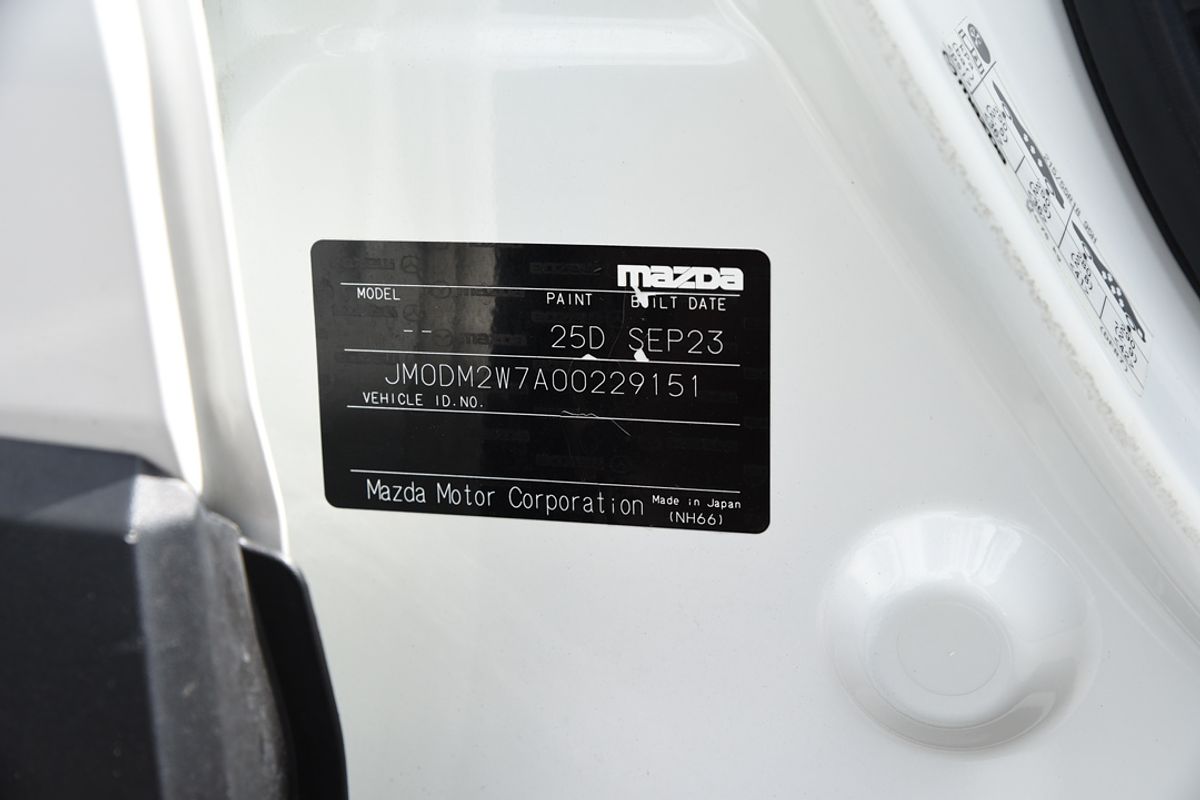 mazda
MODEL PAINT BUILT DATE
-- 25D SEP23
JM0DM2W7A00229151
VEHICLE ID.NO.
Mazda Motor Corporation Made in Japan
(NH66)